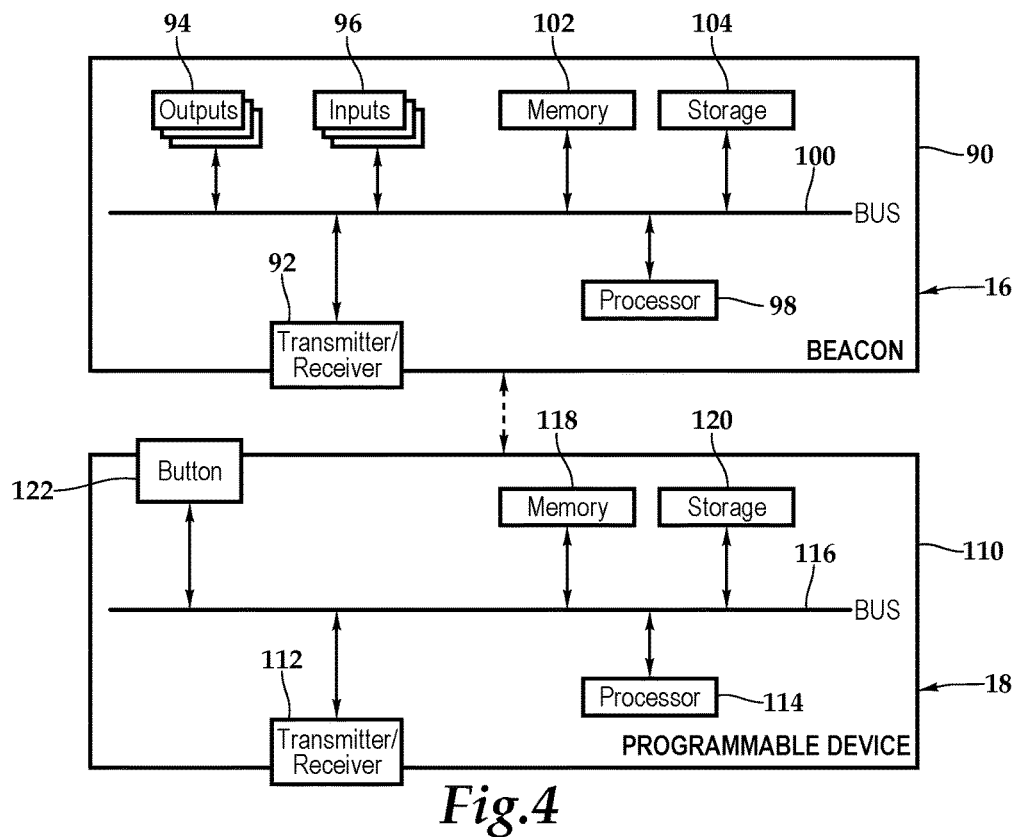 94 96 102 104
Outputs Inputs Memory Storage
90
100
BUS
92
16
Processor 98
Transmitter/
Receiver
BEACON
118 120
Button
122
Memory Storage
110
116
BUS
112
18
Processor 114
Transmitter/
Receiver
PROGRAMMABLE DEVICE
Fig.4